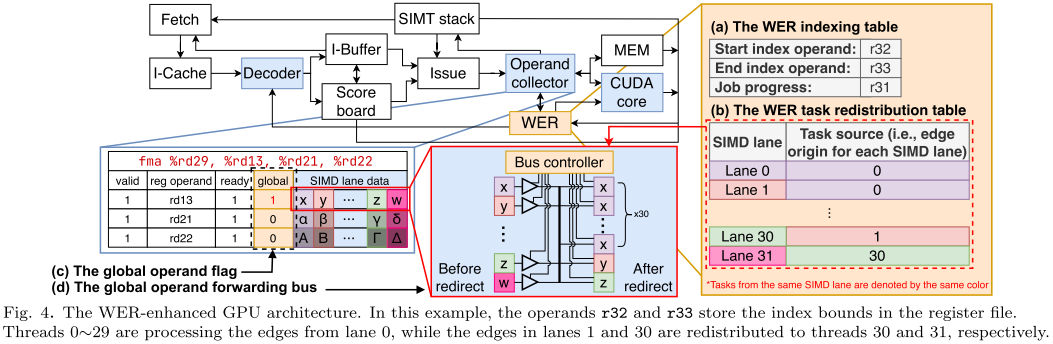 Fetch
SIMT stack
I-Buffer
MEM
I-Cache
Decoder
Issue
Operand
collector
CUDA
core
Score
board
WER
(a) The WER indexing table
Start index operand: r32
End index operand: r33
Job progress: r31
(b) The WER task redistribution table
SIMD lane Task source (i.e., edge
origin for each SIMD lane)
Lane 0 0
Lane 1 0
⋮
Lane 30 1
Lane 31 30
*Tasks from the same SIMD lane are denoted by the same color
fma %rd29, %rd13, %rd21, %rd22
valid reg operand ready global SIMD lane data
1 rd13 1 1 x y ··· z w
1 rd21 1 0 α β ··· γ δ
1 rd22 1 0 A B ··· Γ Δ
(c) The global operand flag
(d) The global operand forwarding bus
Bus controller
x x
y x
⋮ ⋮ x30
x
z y
w z
Before
redirect
After
redirect
Fig. 4. The WER-enhanced GPU architecture. In this example, the operands r32 and r33 store the index bounds in the register file.
Threads 0~29 are processing the edges from lane 0, while the edges in lanes 1 and 30 are redistributed to threads 30 and 31, respectively.